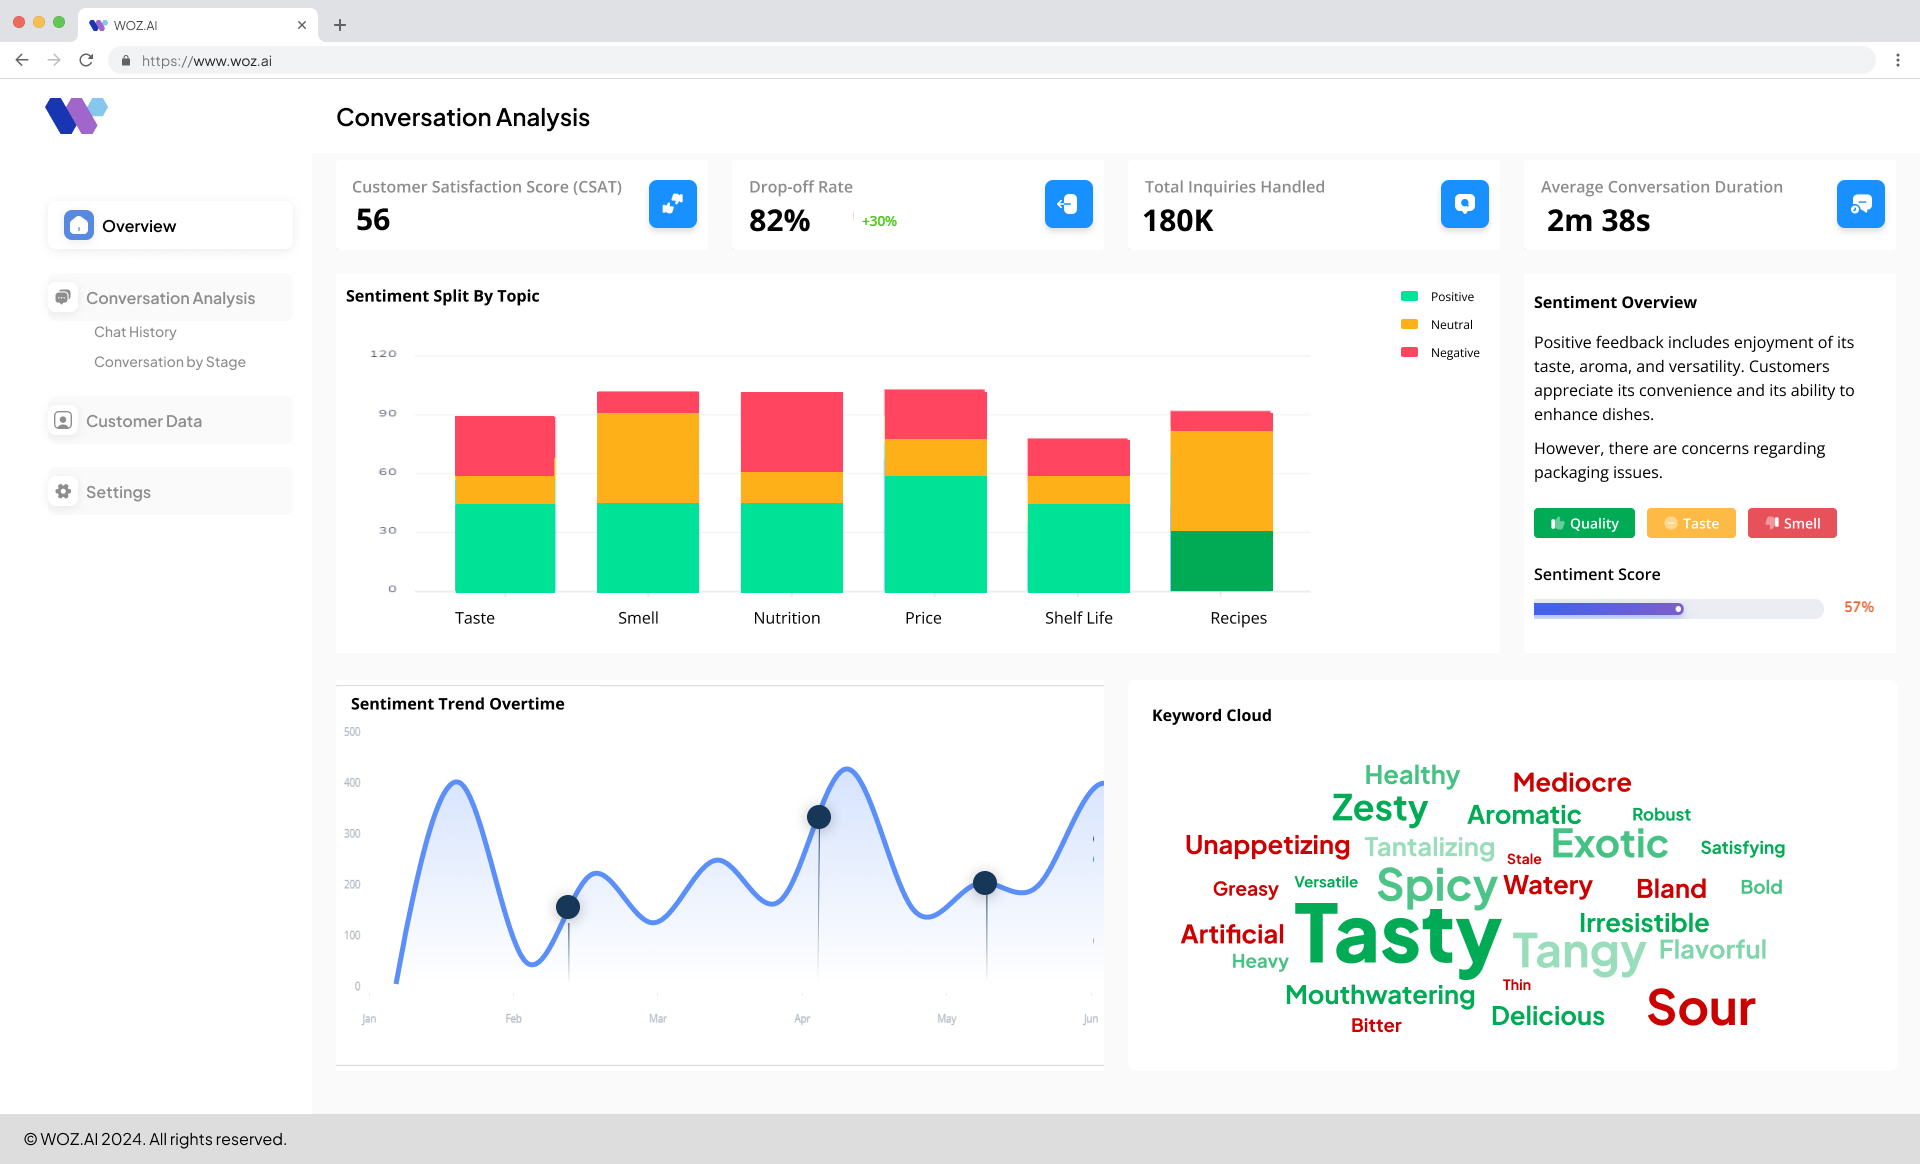 WOZ.AI
https://www.woz.ai
Conversation Analysis
Overview
Conversation Analysis
Chat History
Conversation by Stage
Customer Data
Settings
Customer Satisfaction Score (CSAT)
56
Drop-off Rate
82% +30%
Total Inquiries Handled
180K
Average Conversation Duration
2m 38s
Sentiment Split By Topic
Positive
Neutral
Negative
120
90
60
30
0
Taste Smell Nutrition Price Shelf Life Recipes
Sentiment Overview
Positive feedback includes enjoyment of its
taste, aroma, and versatility. Customers
appreciate its convenience and its ability to
enhance dishes.
However, there are concerns regarding
packaging issues.
Quality Taste Smell
Sentiment Score
57%
Sentiment Trend Overtime
500
400
300
200
100
0
Jan Feb Mar Apr May Jun
Keyword Cloud
Healthy Mediocre
Zesty Aromatic Robust
Unappetizing Tantalizing Stale Exotic Satisfying
Greasy Versatile Spicy Watery Bland Bold
Artificial Tasty Irresistible
Heavy Tangy Flavorful
Mouthwatering Thin Sour
Bitter Delicious
© WOZ.AI 2024. All rights reserved.